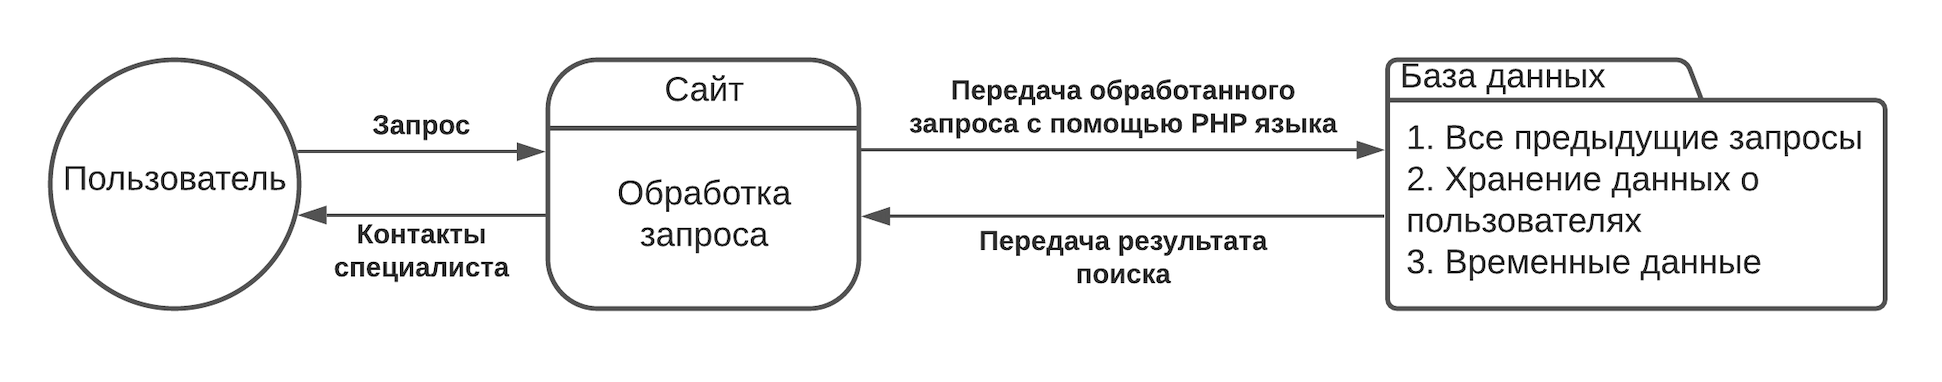 Пользователь
Запрос
Контакты
специалиста
Сайт
Обработка
запроса
Передача обработанного
запроса с помощью PHP языка
Передача результата
поиска
База данных
1. Все предыдущие запросы
2. Хранение данных о
пользователях
3. Временные данные